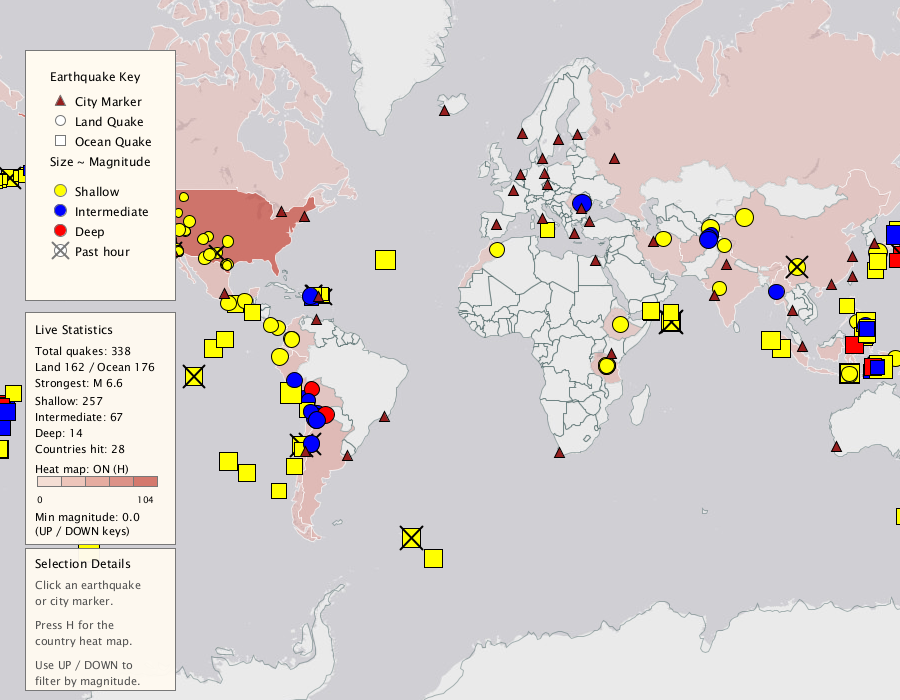 Earthquake Key
City Marker
Land Quake
Ocean Quake
Size ~ Magnitude
Shallow
Intermediate
Deep
Past hour
Live Statistics
Total quakes: 338
Land 162 / Ocean 176
Strongest: M 6.6
Shallow: 257
Intermediate: 67
Deep: 14
Countries hit: 28
Heat map: ON (H)
0 104
Min magnitude: 0.0
(UP / DOWN keys)
Selection Details
Click an earthquake
or city marker.
Press H for the
country heat map.
Use UP / DOWN to
filter by magnitude.